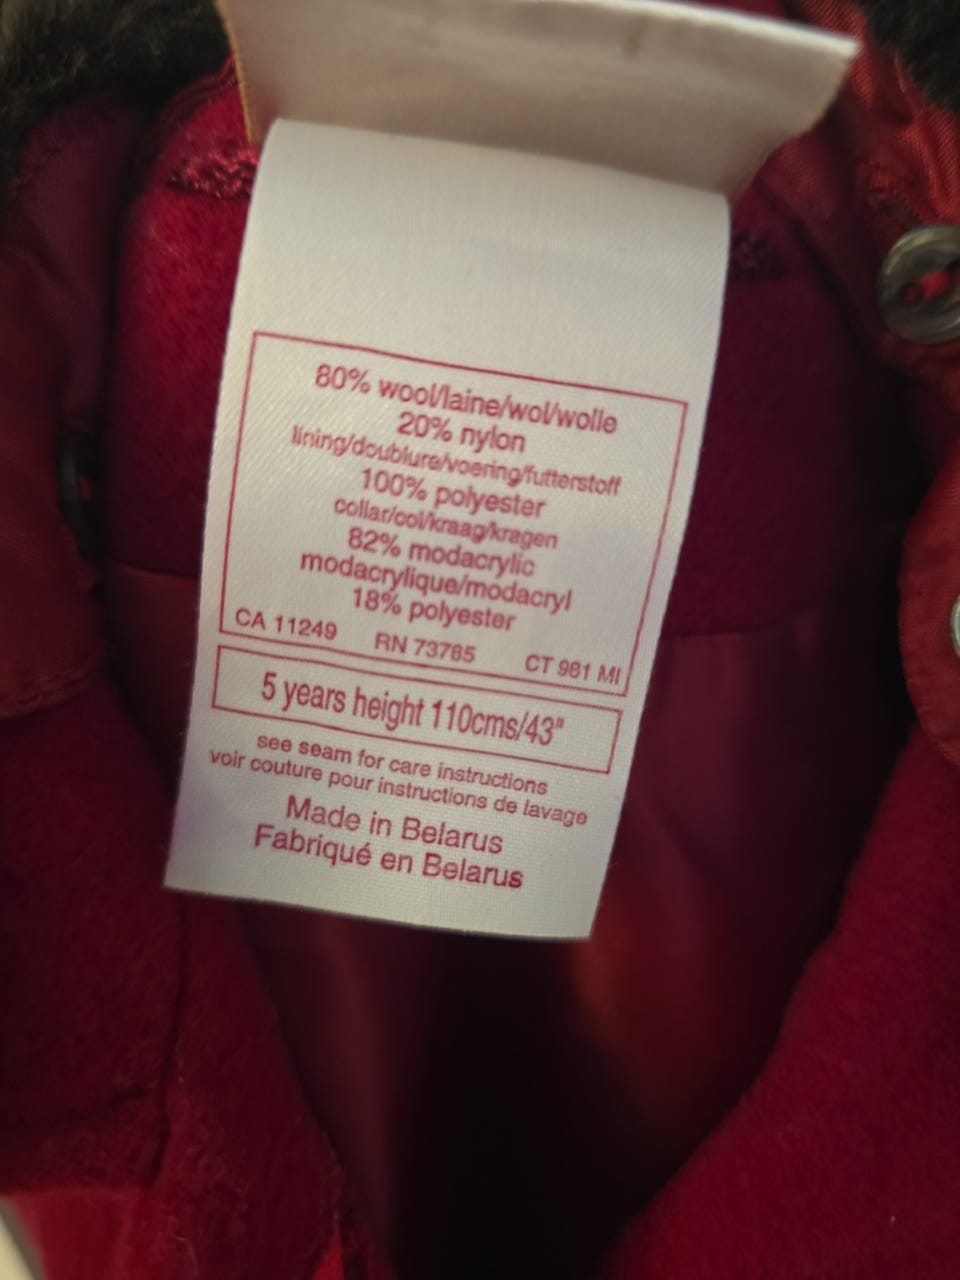 80% wool/laine/wol/wolle
20% nylon
lining/doublure/voering/futterstoff
100% polyester
collar/col/kraag/kragen
82% modacrylic
modacrylique/modacryl
18% polyester
CA 11249 RN 73785 CT 981 MI
5 years height 110cms/43"
see seam for care instructions
voir couture pour instructions de lavage
Made in Belarus
Fabriqué en Belarus